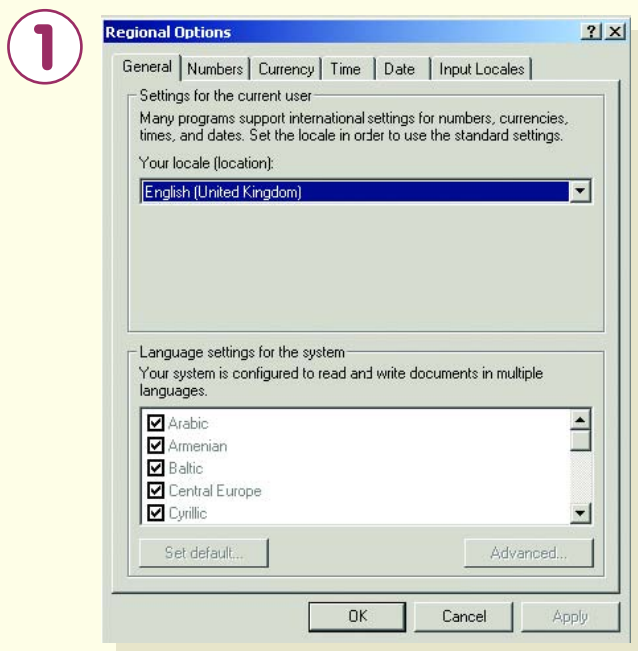 1
Regional Options
General Numbers Currency Time Date Input Locales
Settings for the current user
Many programs support international settings for numbers, currencies,
times, and dates. Set the locale in order to use the standard settings.
Your locale (location):
English (United Kingdom)
Language settings for the system
Your system is configured to read and write documents in multiple
languages.
Arabic
Armenian
Baltic
Central Europe
Cyrillic
Set default... Advanced...
OK Cancel Apply